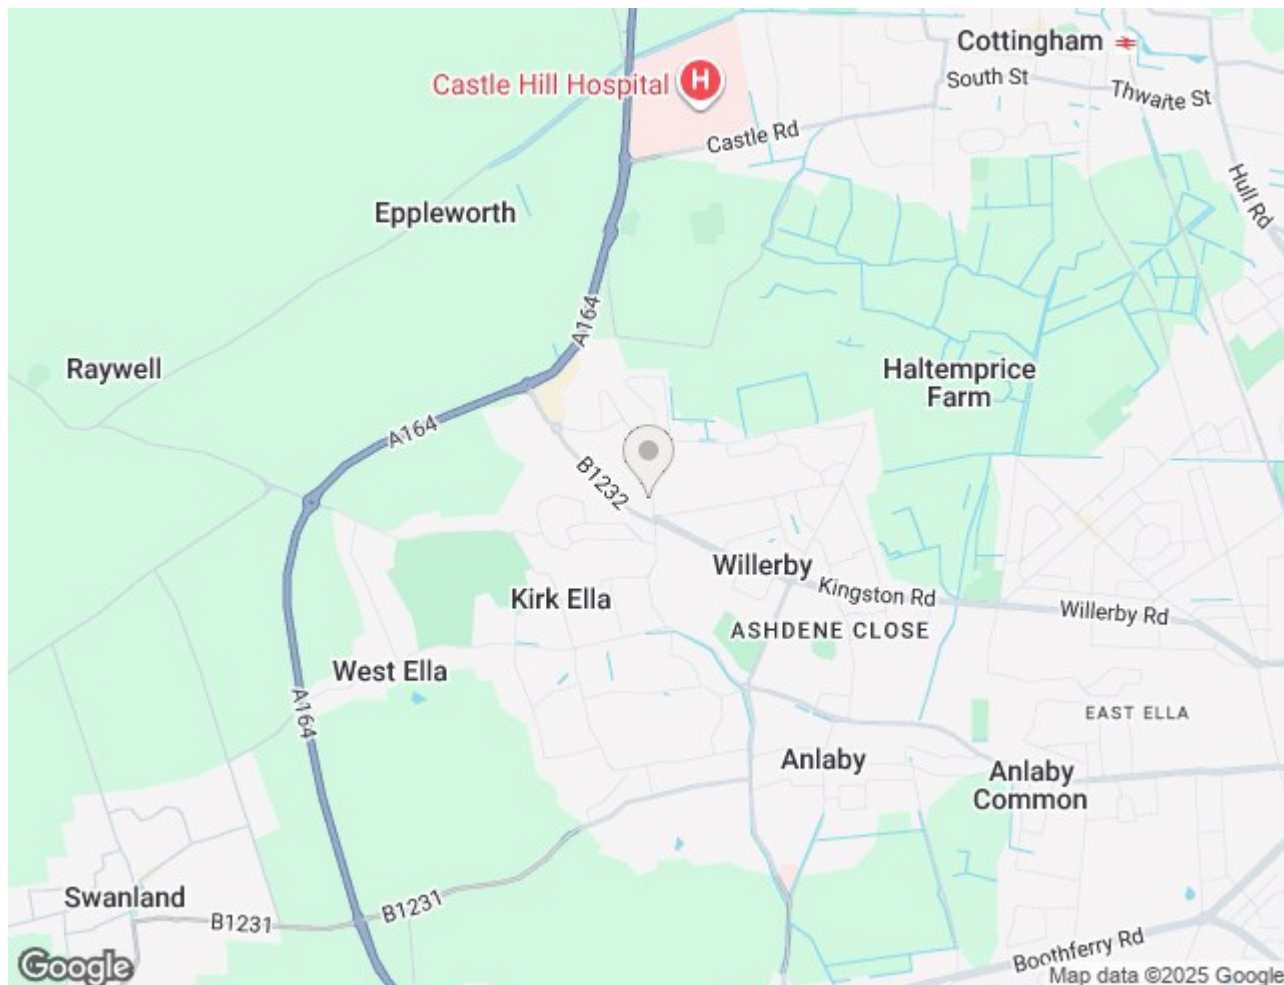 Cottingham
Castle Hill Hospital
H
South St
Thwaite St
Castle Rd
Hull Rd
Eppleworth
A164
Raywell
Haltemprice
Farm
A164
B1232
Willerby
Kirk Ella
Kingston Rd
Willerby Rd
ASHDENE CLOSE
West Ella
A164
EAST ELLA
Anlaby
Anlaby
Common
Swanland
B1231
B1231
Boothferry Rd
Google
Map data ©2025 Google